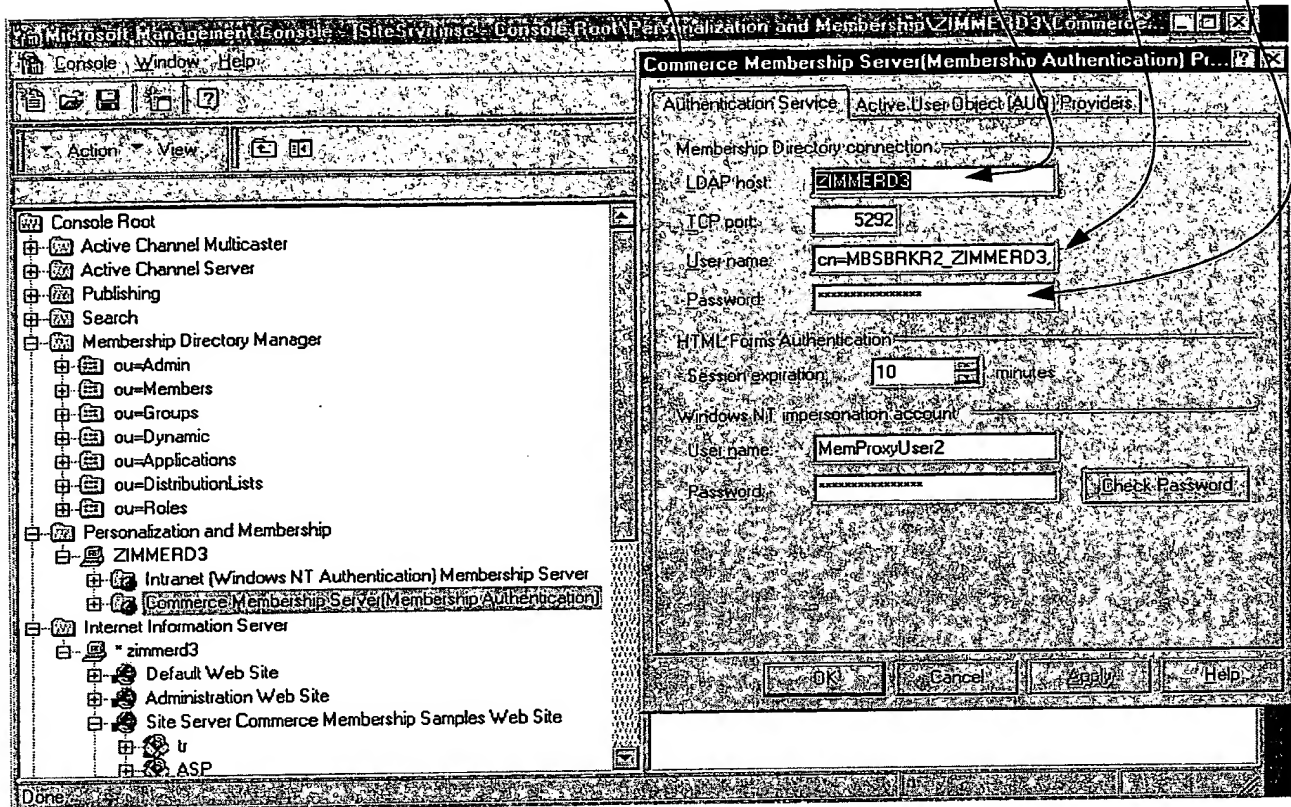 Microsoft Management Console - [SiteSrv.msc - Console Root\Personalization and Membership\ZIMMERD3\Commerce
Console Window Help
Action View
Console Root
Active Channel Multicaster
Active Channel Server
Publishing
Search
Membership Directory Manager
ou=Admin
ou=Members
ou=Groups
ou=Dynamic
ou=Applications
ou=DistributionLists
ou=Roles
Personalization and Membership
ZIMMERD3
Intranet (Windows NT Authentication) Membership Server
Commerce Membership Server(Membership Authentication)
Internet Information Server
* zimmerd3
Default Web Site
Administration Web Site
Site Server Commerce Membership Samples Web Site
tr
ASP
Done
Commerce Membership Server(Membership Authentication) Pr...
Authentication Service Active User Object (AUO) Providers
Membership Directory connection:
LDAP host: ZIMMERD3
TCP port: 5292
User name: cn=MBSBRKR2_ZIMMERD3,
Password: ****************
HTML Forms Authentication
Session expiration: 10 minutes
Windows NT impersonation account
User name: MemProxyUser2
Password: **************** Check Password
OK Cancel Apply Help